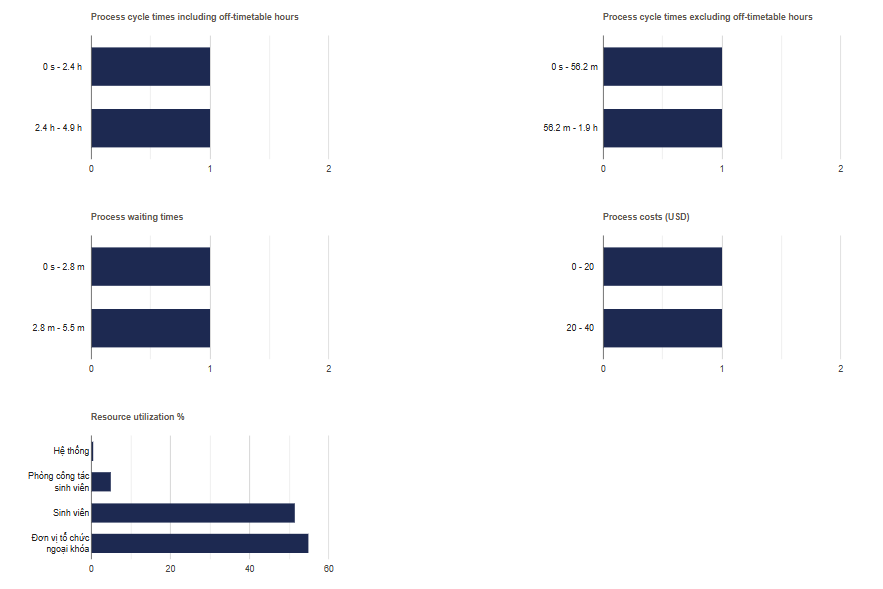 Process cycle times including off-timetable hours
0 s - 2.4 h
2.4 h - 4.9 h
0
1
2
Process cycle times excluding off-timetable hours
0 s - 56.2 m
56.2 m - 1.9 h
0
1
2
Process waiting times
0 s - 2.8 m
2.8 m - 5.5 m
0
1
2
Process costs (USD)
0 - 20
20 - 40
0
1
2
Resource utilization %
Hệ thống
Phòng công tác
sinh viên
Sinh viên
Đơn vị tổ chức
ngoại khóa
0
20
40
60